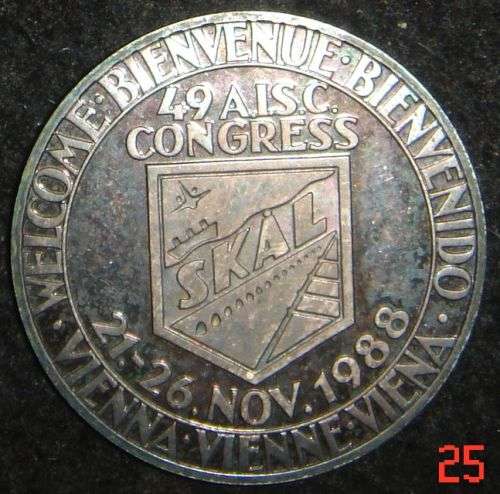 WELCOME · BIENVENUE · BIENVENIDO ·
49 A.I.S.C.
CONGRESS
SKÅL
21-26. NOV. 1988
VIENNA · VIENNE · VIENA ·
25